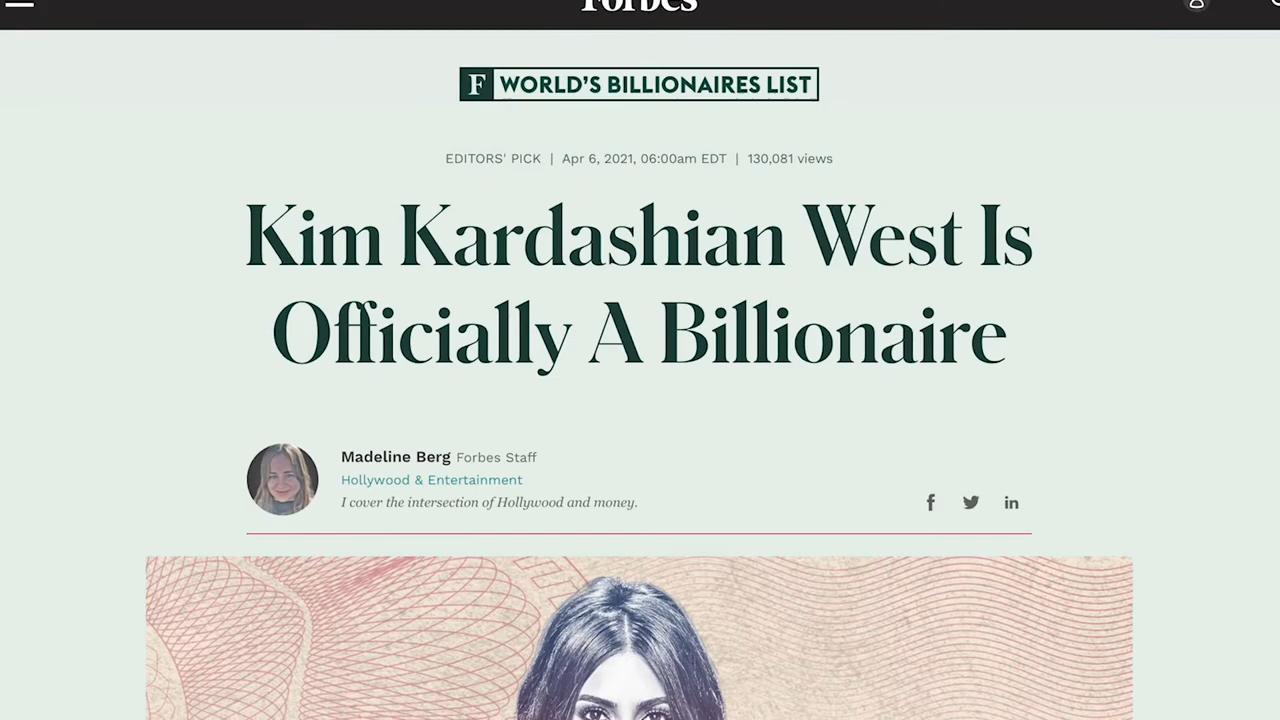 Forbes
F WORLD'S BILLIONAIRES LIST
EDITORS' PICK | Apr 6, 2021, 06:00am EDT | 130,081 views
Kim Kardashian West Is
Officially A Billionaire
Madeline Berg Forbes Staff
Hollywood & Entertainment
I cover the intersection of Hollywood and money.